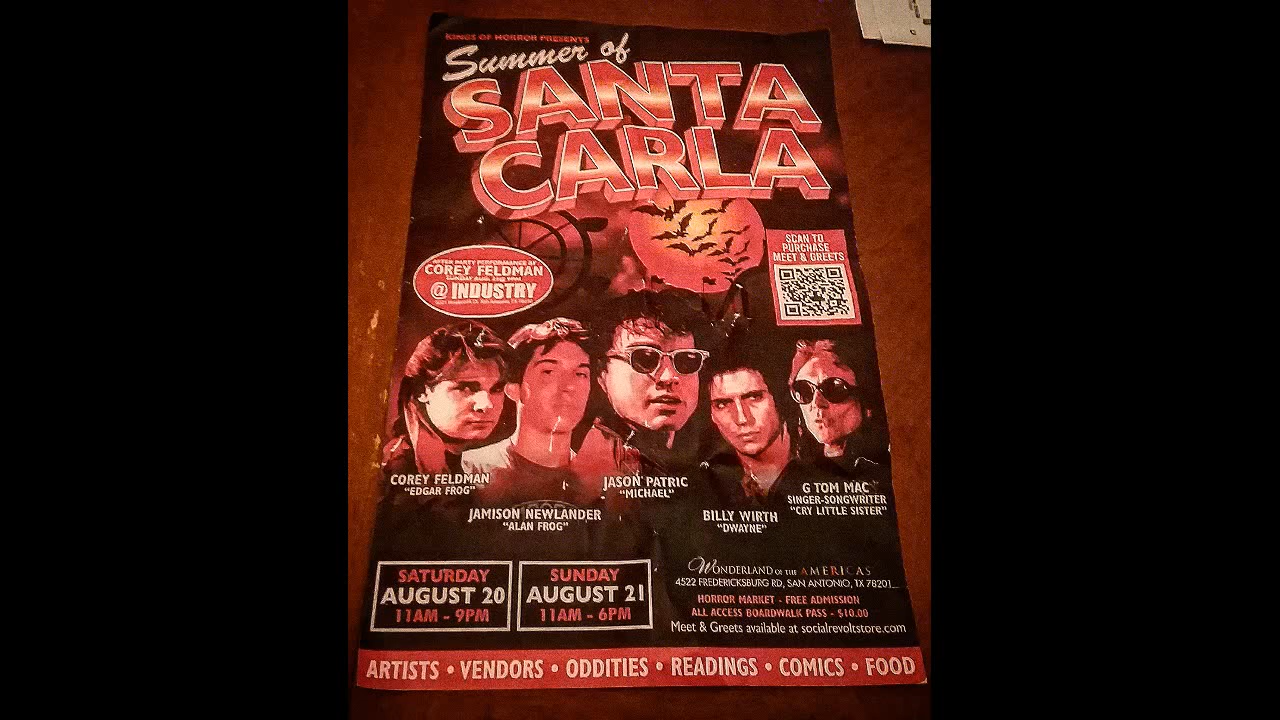 KINGS OF HORROR PRESENTS
Summer of
SANTA
CARLA
SCAN TO
PURCHASE
MEET & GREETS
AFTER PARTY PERFORMANCE BY
COREY FELDMAN
@ INDUSTRY
COREY FELDMAN
"EDGAR FROG"
JAMISON NEWLANDER
"ALAN FROG"
JASON PATRIC
"MICHAEL"
BILLY WIRTH
"DWAYNE"
G TOM MAC
SINGER-SONGWRITER
"CRY LITTLE SISTER"
SATURDAY
AUGUST 20
11AM - 9PM
SUNDAY
AUGUST 21
11AM - 6PM
WONDERLAND OF THE AMERICAS
4522 FREDERICKSBURG RD, SAN ANTONIO, TX 78201
HORROR MARKET - FREE ADMISSION
ALL ACCESS BOARDWALK PASS - $10.00
Meet & Greets available at socialrevoltstore.com
ARTISTS • VENDORS • ODDITIES • READINGS • COMICS • FOOD